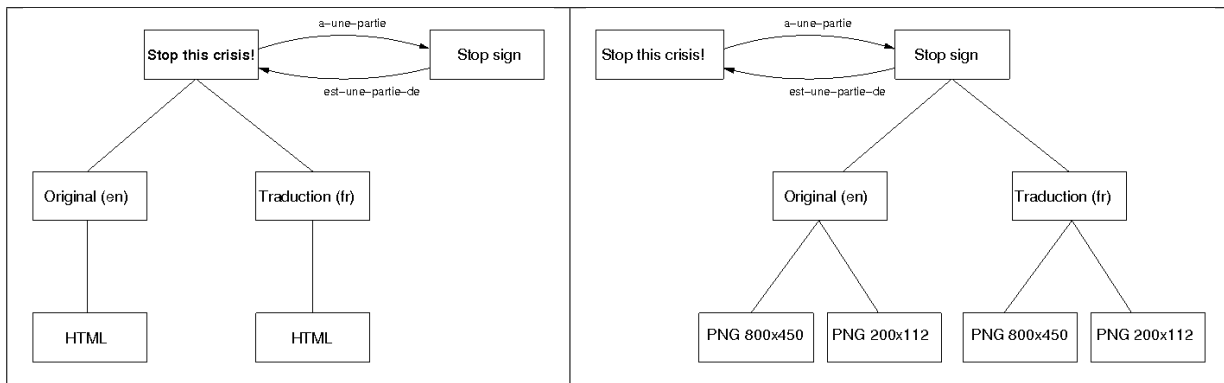 a-une-partie
Stop this crisis!
Stop sign
est-une-partie-de
Original (en)
Traduction (fr)
HTML
HTML
a-une-partie
Stop this crisis!
Stop sign
est-une-partie-de
Original (en)
Traduction (fr)
PNG 800x450
PNG 200x112
PNG 800x450
PNG 200x112